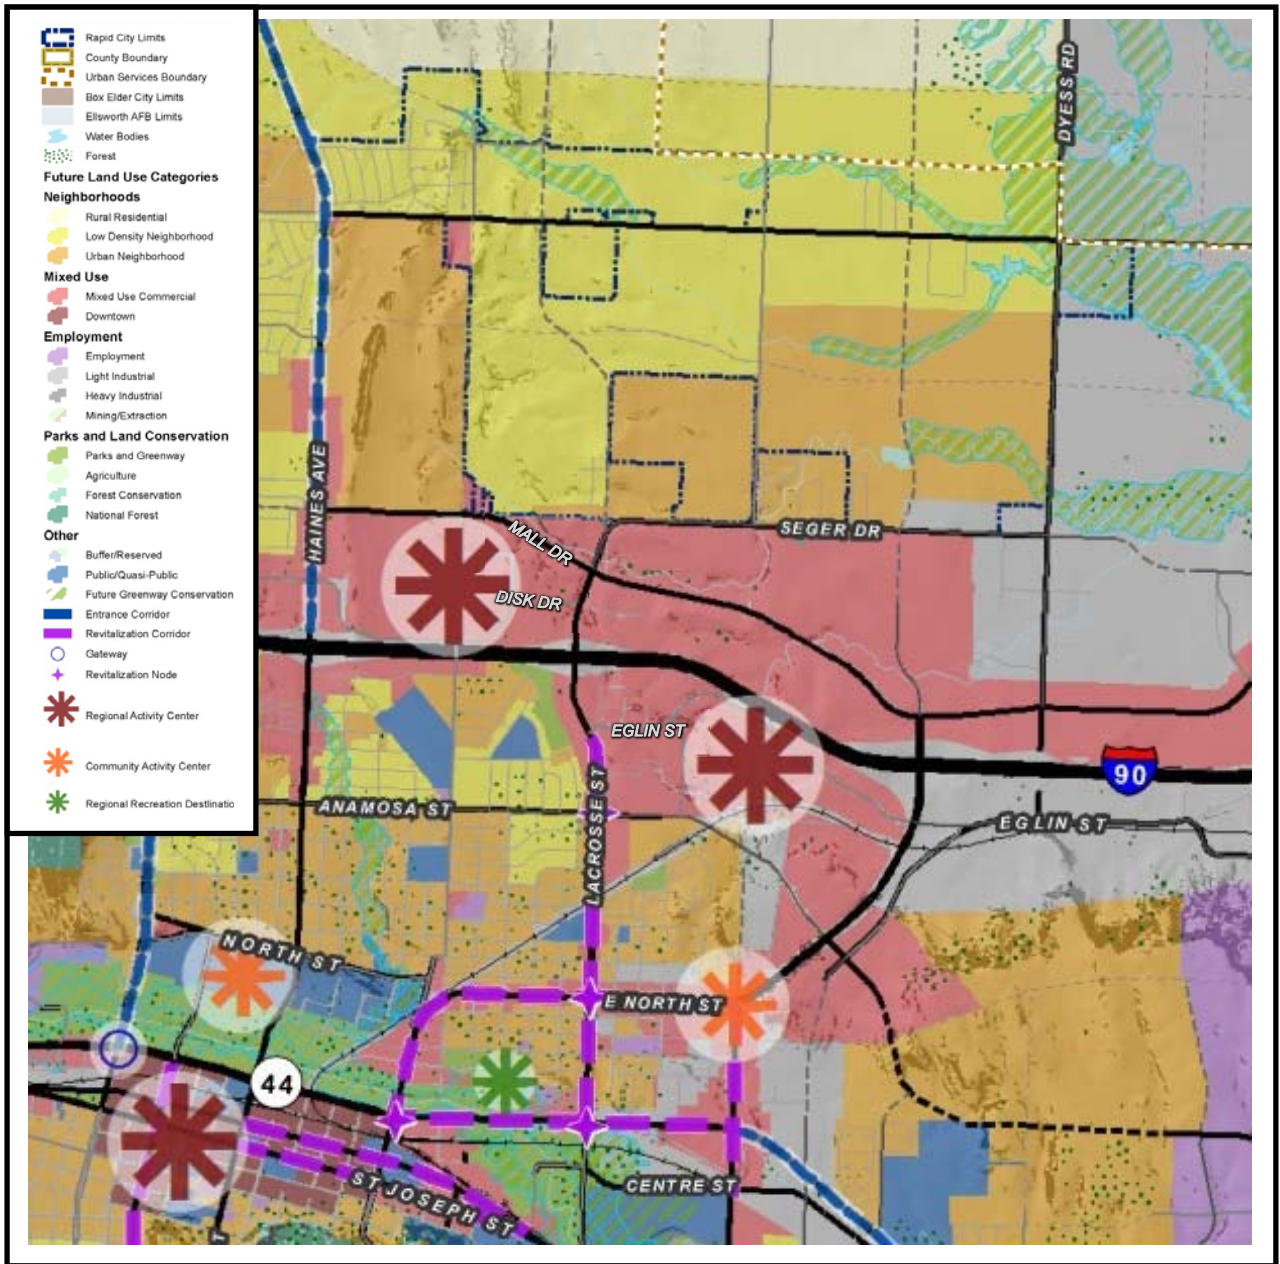 Rapid City Limits
County Boundary
Urban Services Boundary
Box Elder City Limits
Ellsworth AFB Limits
Water Bodies
Forest
Future Land Use Categories
Neighborhoods
Rural Residential
Low Density Neighborhood
Urban Neighborhood
Mixed Use
Mixed Use Commercial
Downtown
Employment
Employment
Light Industrial
Heavy Industrial
Mining/Extraction
Parks and Land Conservation
Parks and Greenway
Agriculture
Forest Conservation
National Forest
Other
Buffer/Reserved
Public/Quasi-Public
Future Greenway Conservation
Entrance Corridor
Revitalization Corridor
Gateway
Revitalization Node
Regional Activity Center
Community Activity Center
Regional Recreation Destinatio
DYESS RD
HAINES AVE
MALL DR
SEGER DR
DISK DR
EGLIN ST
90
LACROSSE ST
ANAMOSA ST
EGLIN ST
NORTH ST
E NORTH ST
44
ST JOSEPH ST
CENTRE ST
T